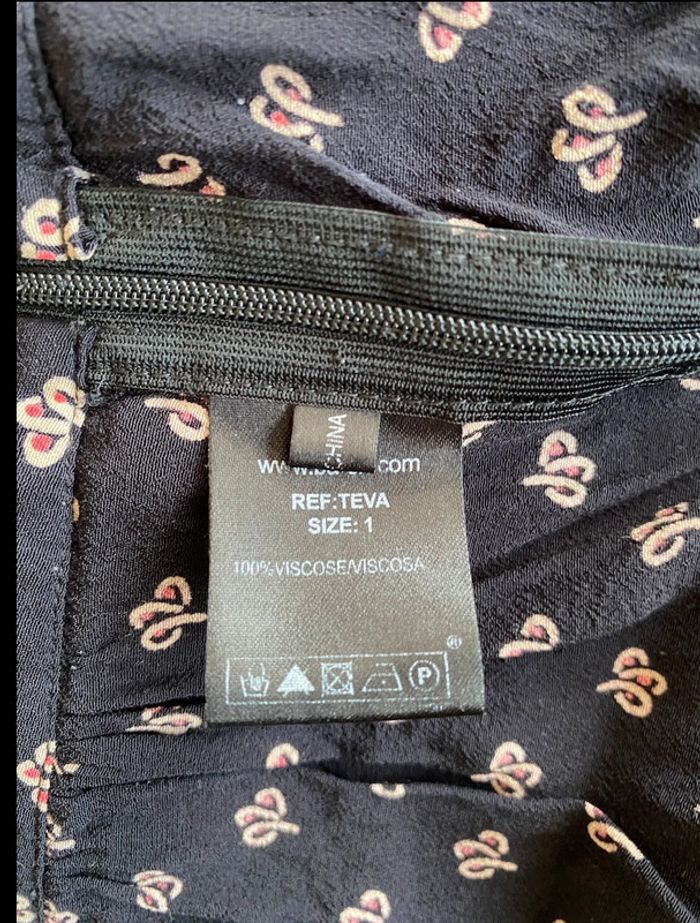 CHINA
.com
REF:TEVA
SIZE: 1
100%VISCOSE/VISCOSA
®
P